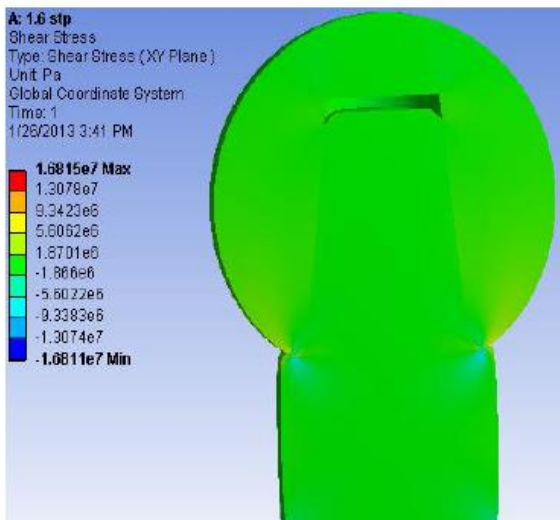 A: 1.6 stp
Shear Stress
Type: Shear Stress ( XY Plane )
Unit: Pa
Global Coordinate System
Time: 1
1/26/2013 3:41 PM
1.6815e7 Max
1.3078e7
9.3423e6
5.6062e6
1.8701e6
-1.866e6
-5.6022e6
-9.3383e6
-1.3074e7
-1.6811e7 Min